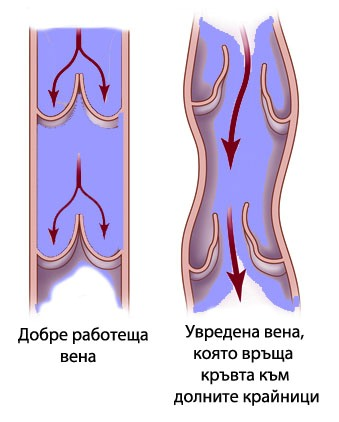 Добре работеща
вена
Увредена вена,
която връща
кръвта към
долните крайници